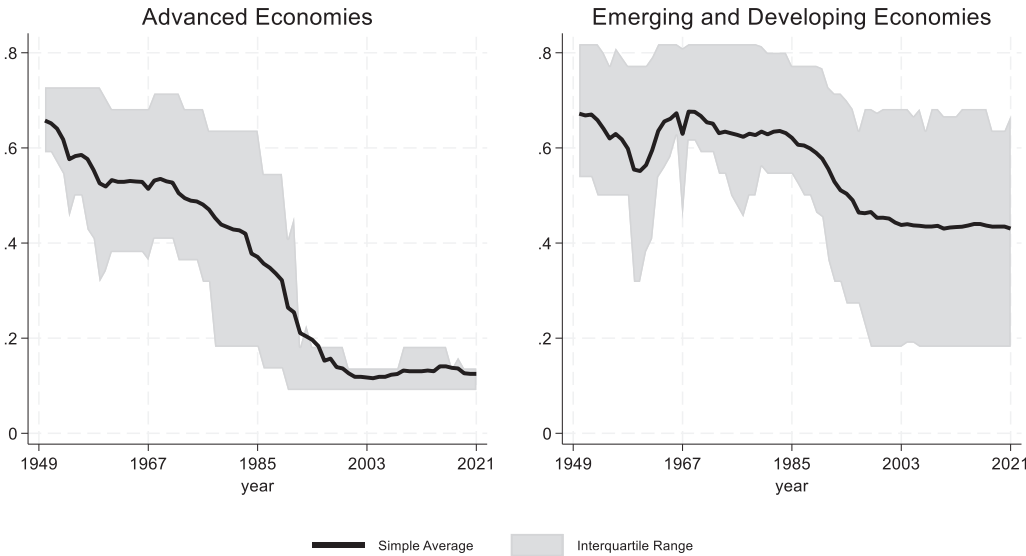 Advanced Economies
.8
.6
.4
.2
0
1949 1967 1985 2003 2021
year
Emerging and Developing Economies
.8
.6
.4
.2
0
1949 1967 1985 2003 2021
year
Simple Average Interquartile Range